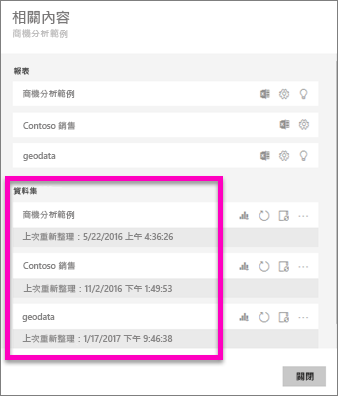 相關內容
商機分析範例
報表
商機分析範例
Contoso 銷售
geodata
資料集
商機分析範例
上次重新整理：5/22/2016 上午 4:36:26
Contoso 銷售
上次重新整理：11/2/2016 下午 1:49:53
geodata
上次重新整理：1/17/2017 下午 9:46:38
關閉